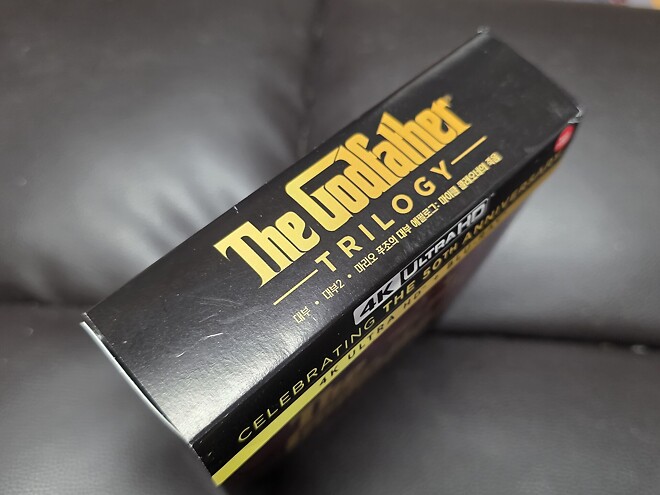 The Godfather
TRILOGY
대부 • 대부2 • 마리오 푸조의 대부 에필로그: 마이클 콜레오네의 죽음
4K ULTRA HD
CELEBRATING THE 50TH ANNIVERSARY
4K ULTRA HD
The